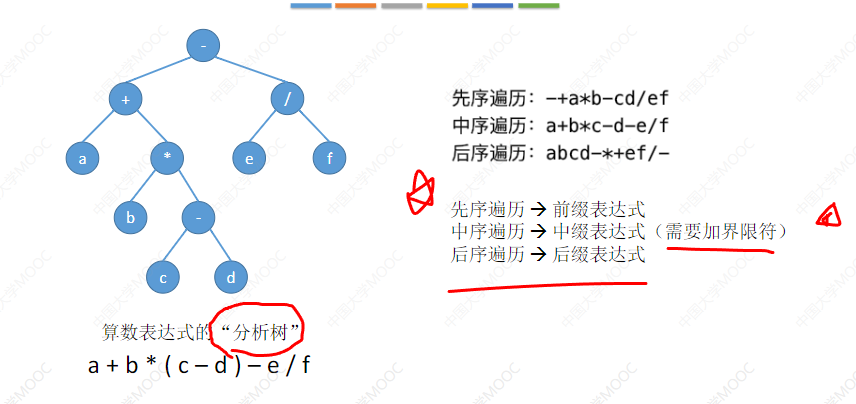 -
+
/
a
*
e
f
b
-
c
d
算数表达式的“分析树”
a + b * ( c – d ) – e / f
先序遍历：-+a*b-cd/ef
中序遍历：a+b*c-d-e/f
后序遍历：abcd-*+ef/-
先序遍历 → 前缀表达式
中序遍历 → 中缀表达式（需要加界限符）
后序遍历 → 后缀表达式
中国大学MOOC